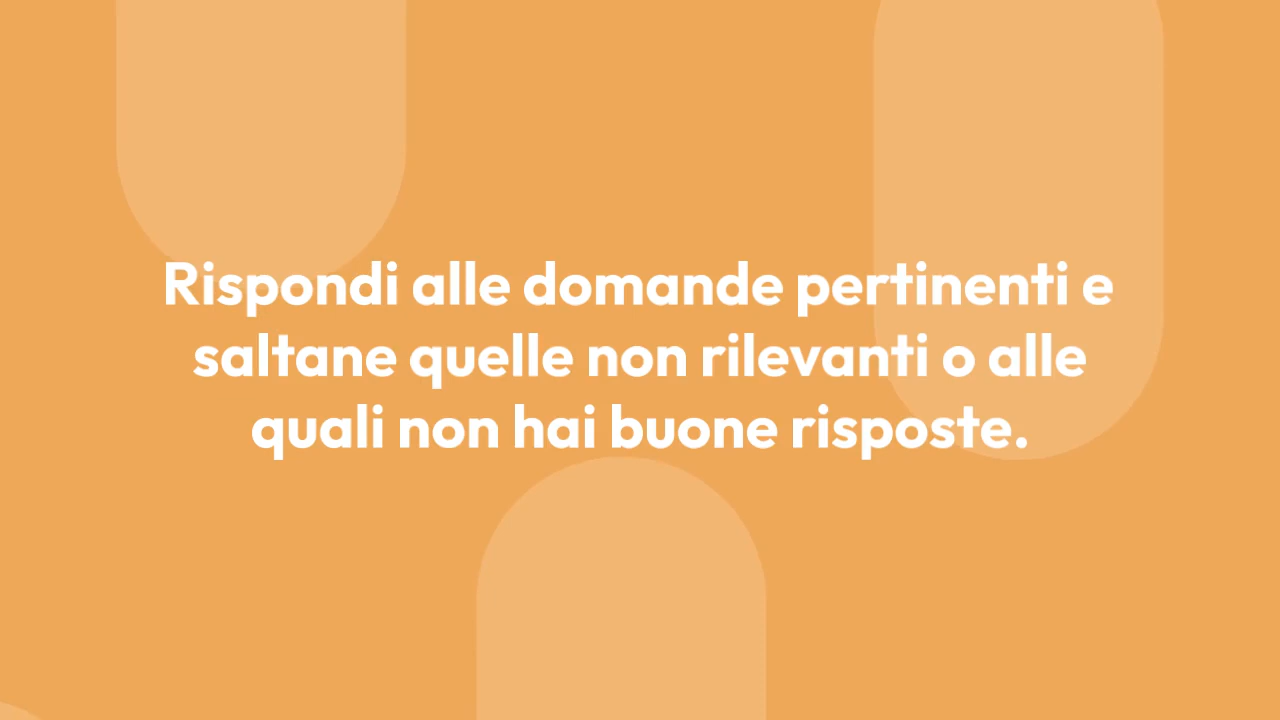 Rispondi alle domande pertinenti e
saltane quelle non rilevanti o alle
quali non hai buone risposte.